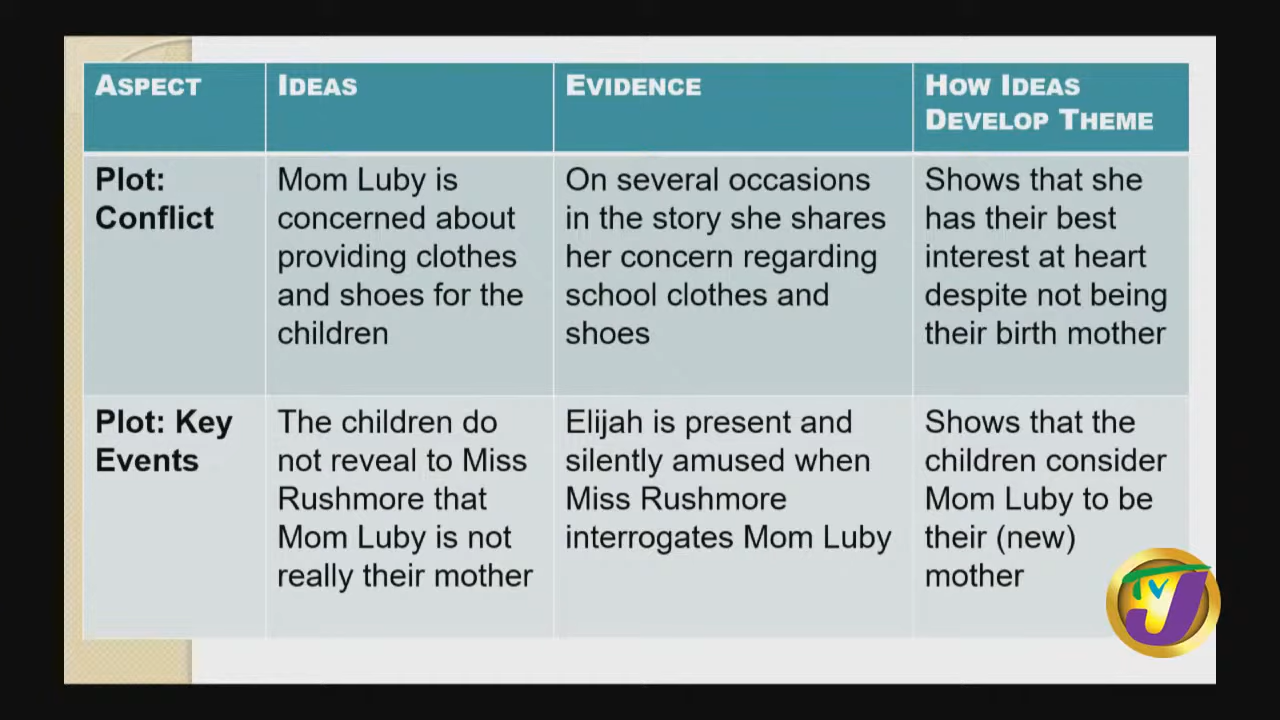 ASPECT
IDEAS
EVIDENCE
HOW IDEAS
DEVELOP THEME
Plot:
Conflict
Mom Luby is
concerned about
providing clothes
and shoes for the
children
On several occasions
in the story she shares
her concern regarding
school clothes and
shoes
Shows that she
has their best
interest at heart
despite not being
their birth mother
Plot: Key
Events
The children do
not reveal to Miss
Rushmore that
Mom Luby is not
really their mother
Elijah is present and
silently amused when
Miss Rushmore
interrogates Mom Luby
Shows that the
children consider
Mom Luby to be
their (new)
mother
TVJ